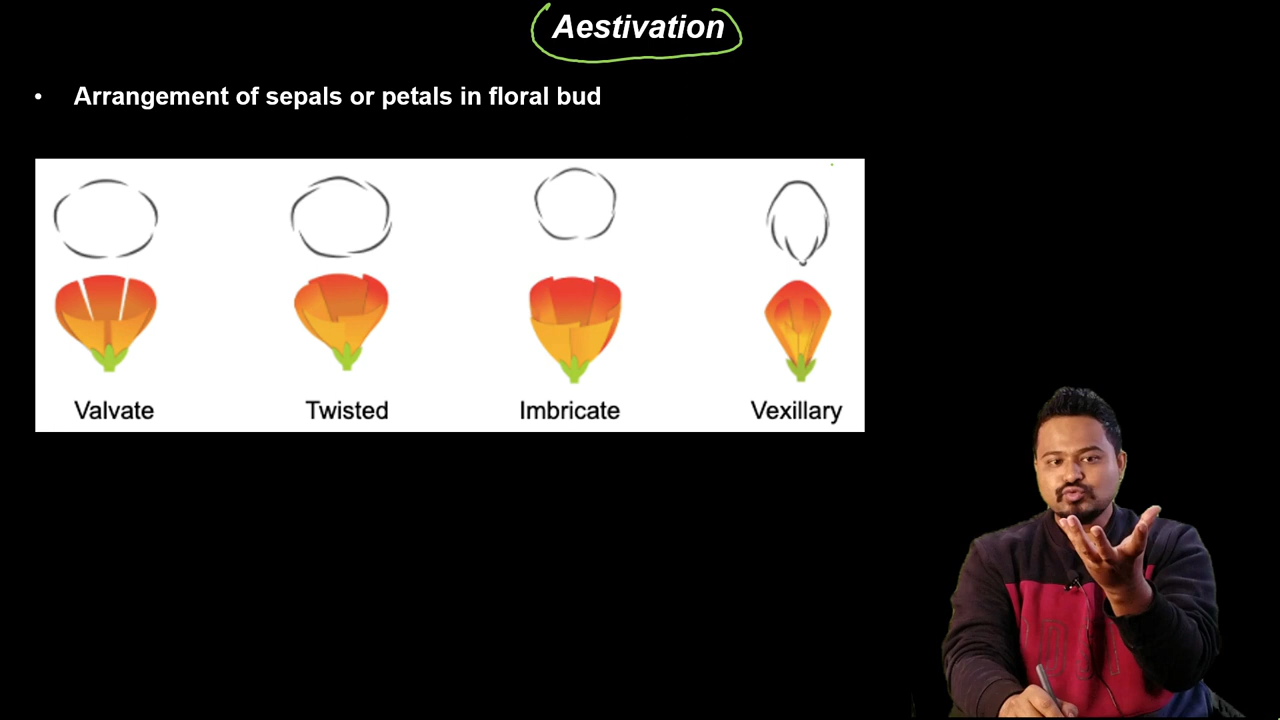 Aestivation
• Arrangement of sepals or petals in floral bud
Valvate Twisted Imbricate Vexillary